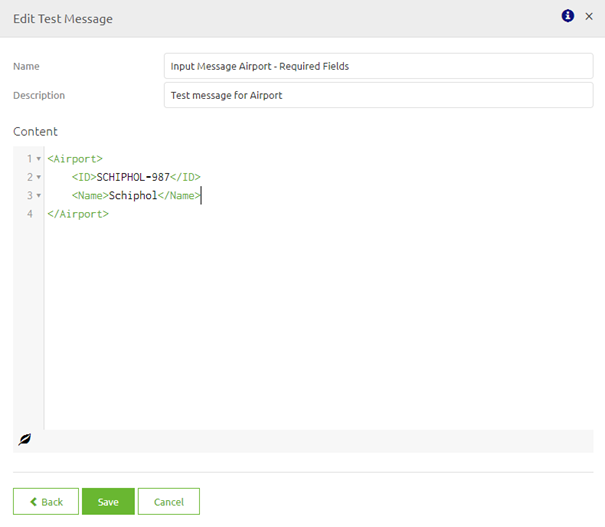 Edit Test Message
Name Input Message Airport - Required Fields
Description Test message for Airport
Content
1 <Airport>
2 <ID>SCHIPHOL-987</ID>
3 <Name>Schiphol</Name>
4 </Airport>
Back Save Cancel